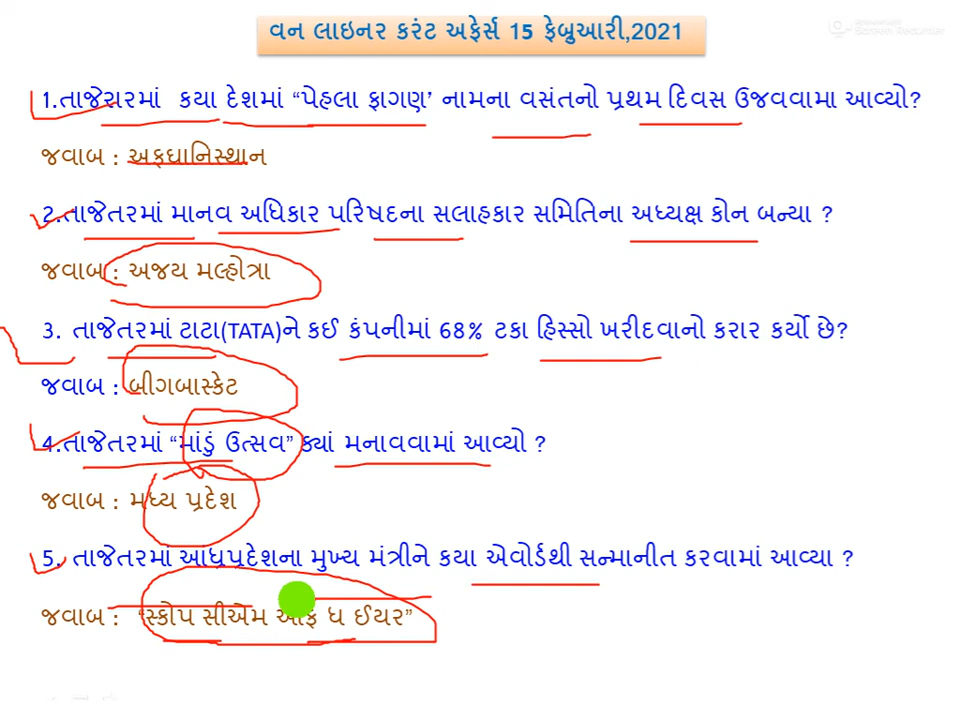 વન લાઇનર કરંટ અફેર્સ 15 ફેબ્રુઆરી,2021
1.તાજેરારમાં કયા દેશમાં “પેહલા ફાગણ’ નામના વસંતનો પ્રથમ દિવસ ઉજવવામા આવ્યો?
જવાબ : અફઘાનિસ્થાન
2.તાજેતરમાં માનવ અધિકાર પરિષદના સલાહકાર સમિતિના અધ્યક્ષ કોન બન્યા ?
જવાબ : અજય મલ્હોત્રા
3. તાજેતરમાં ટાટા(TATA)ને કઈ કંપનીમાં 68% ટકા હિસ્સો ખરીદવાનો કરાર કર્યો છે?
જવાબ : બીગબાસ્કેટ
4.તાજેતરમાં “માંડું ઉત્સવ” ક્યાં મનાવવામાં આવ્યો ?
જવાબ : મધ્ય પ્રદેશ
5. તાજેતરમાં આંધ્રપ્રદેશના મુખ્ય મંત્રીને કયા એવોર્ડથી સન્માનીત કરવામાં આવ્યા ?
જવાબ : “સ્કોપ સીએમ ઓફ ધ ઈયર”